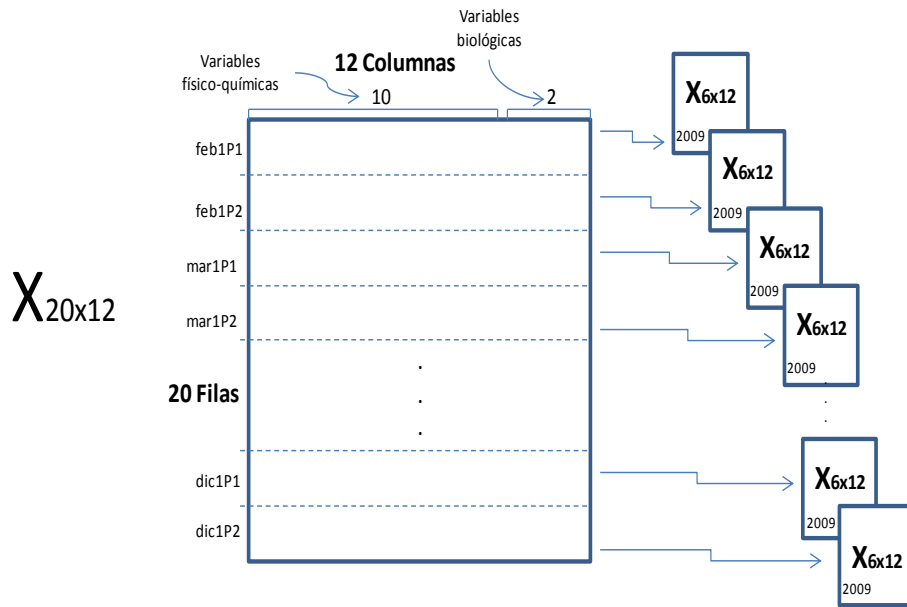 Variables
biológicas
Variables
físico-químicas
12 Columnas
10
2
feb1P1
feb1P2
mar1P1
mar1P2
X20x12
20 Filas
.
.
.
dic1P1
dic1P2
X6x12
2009
X6x12
2009
X6x12
2009
X6x12
2009
.
.
.
X6x12
2009
X6x12
2009